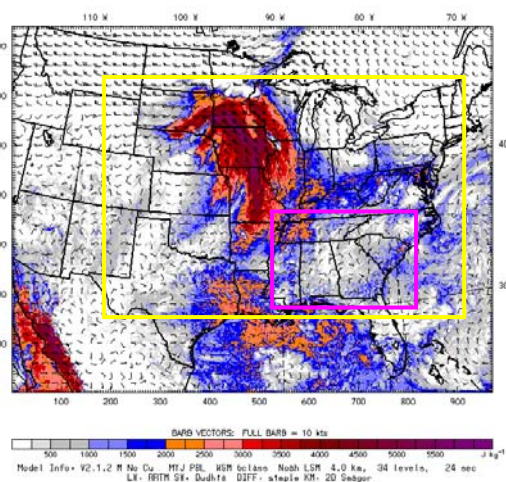 110 W 100 W 90 W 80 W 70 W
40
30
100 200 300 400 500 600 700 800 900
BARB VECTORS: FULL BARB = 10 kts
500 1000 1500 2000 2500 3000 3500 4000 4500 5000 5500 J kg⁻¹
Model Info: V2.1.2 M No Cu MYJ PBL WSM 6class Noah LSM 4.0 km, 34 levels, 24 sec
LW: RRTM SW: Dudhia DIFF: simple KM: 2D Smagor